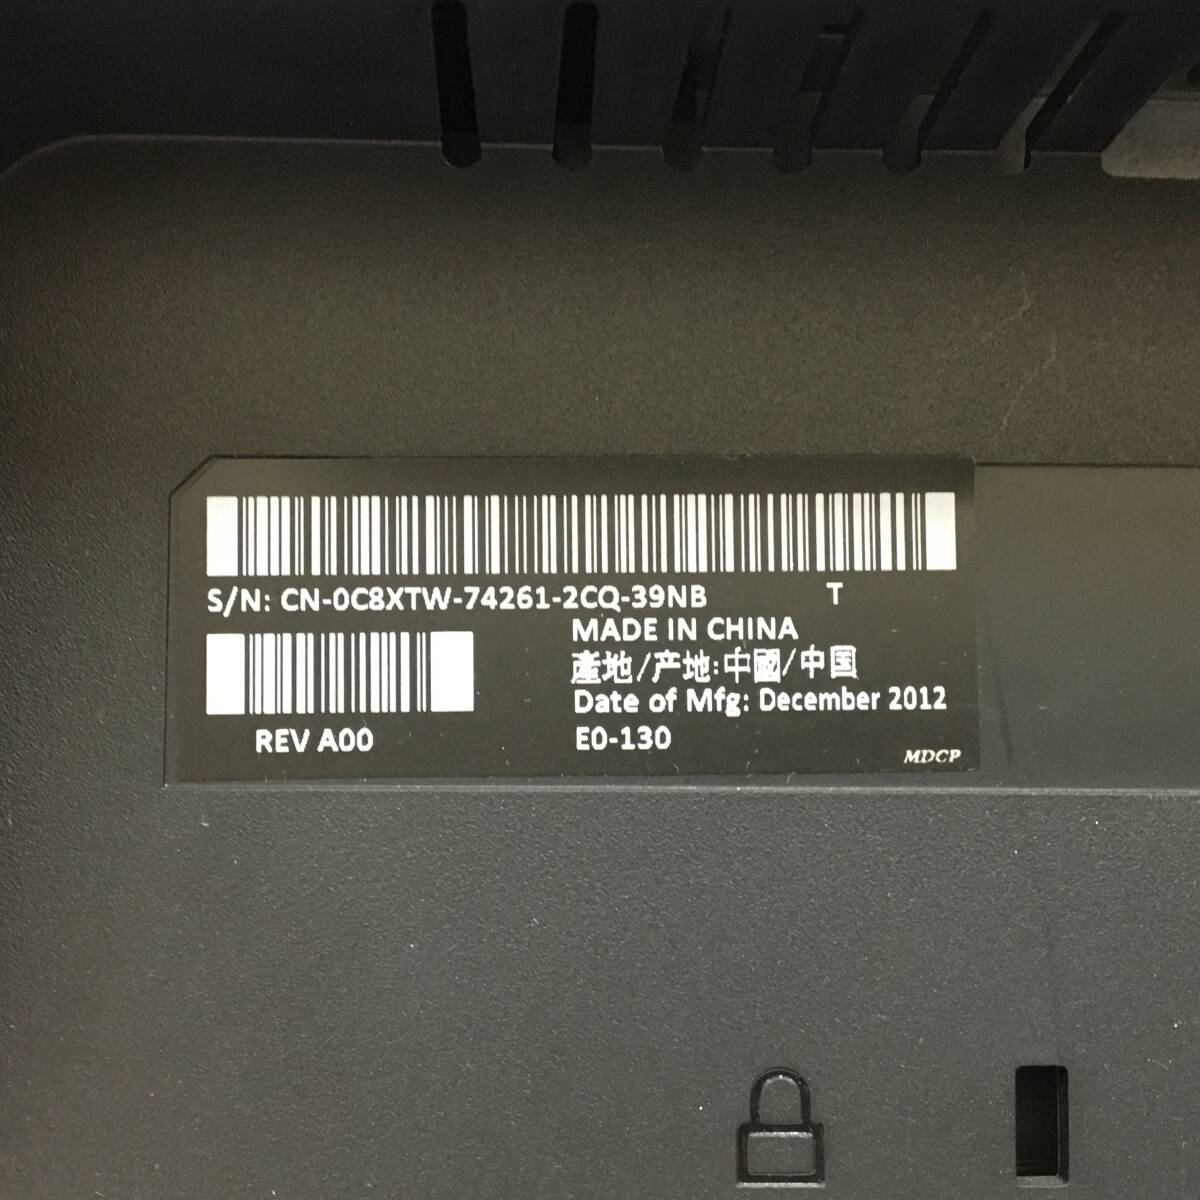 S/N: CN-0C8XTW-74261-2CQ-39NB T
MADE IN CHINA
產地/产地:中國/中国
Date of Mfg: December 2012
REV A00
E0-130
MDCP